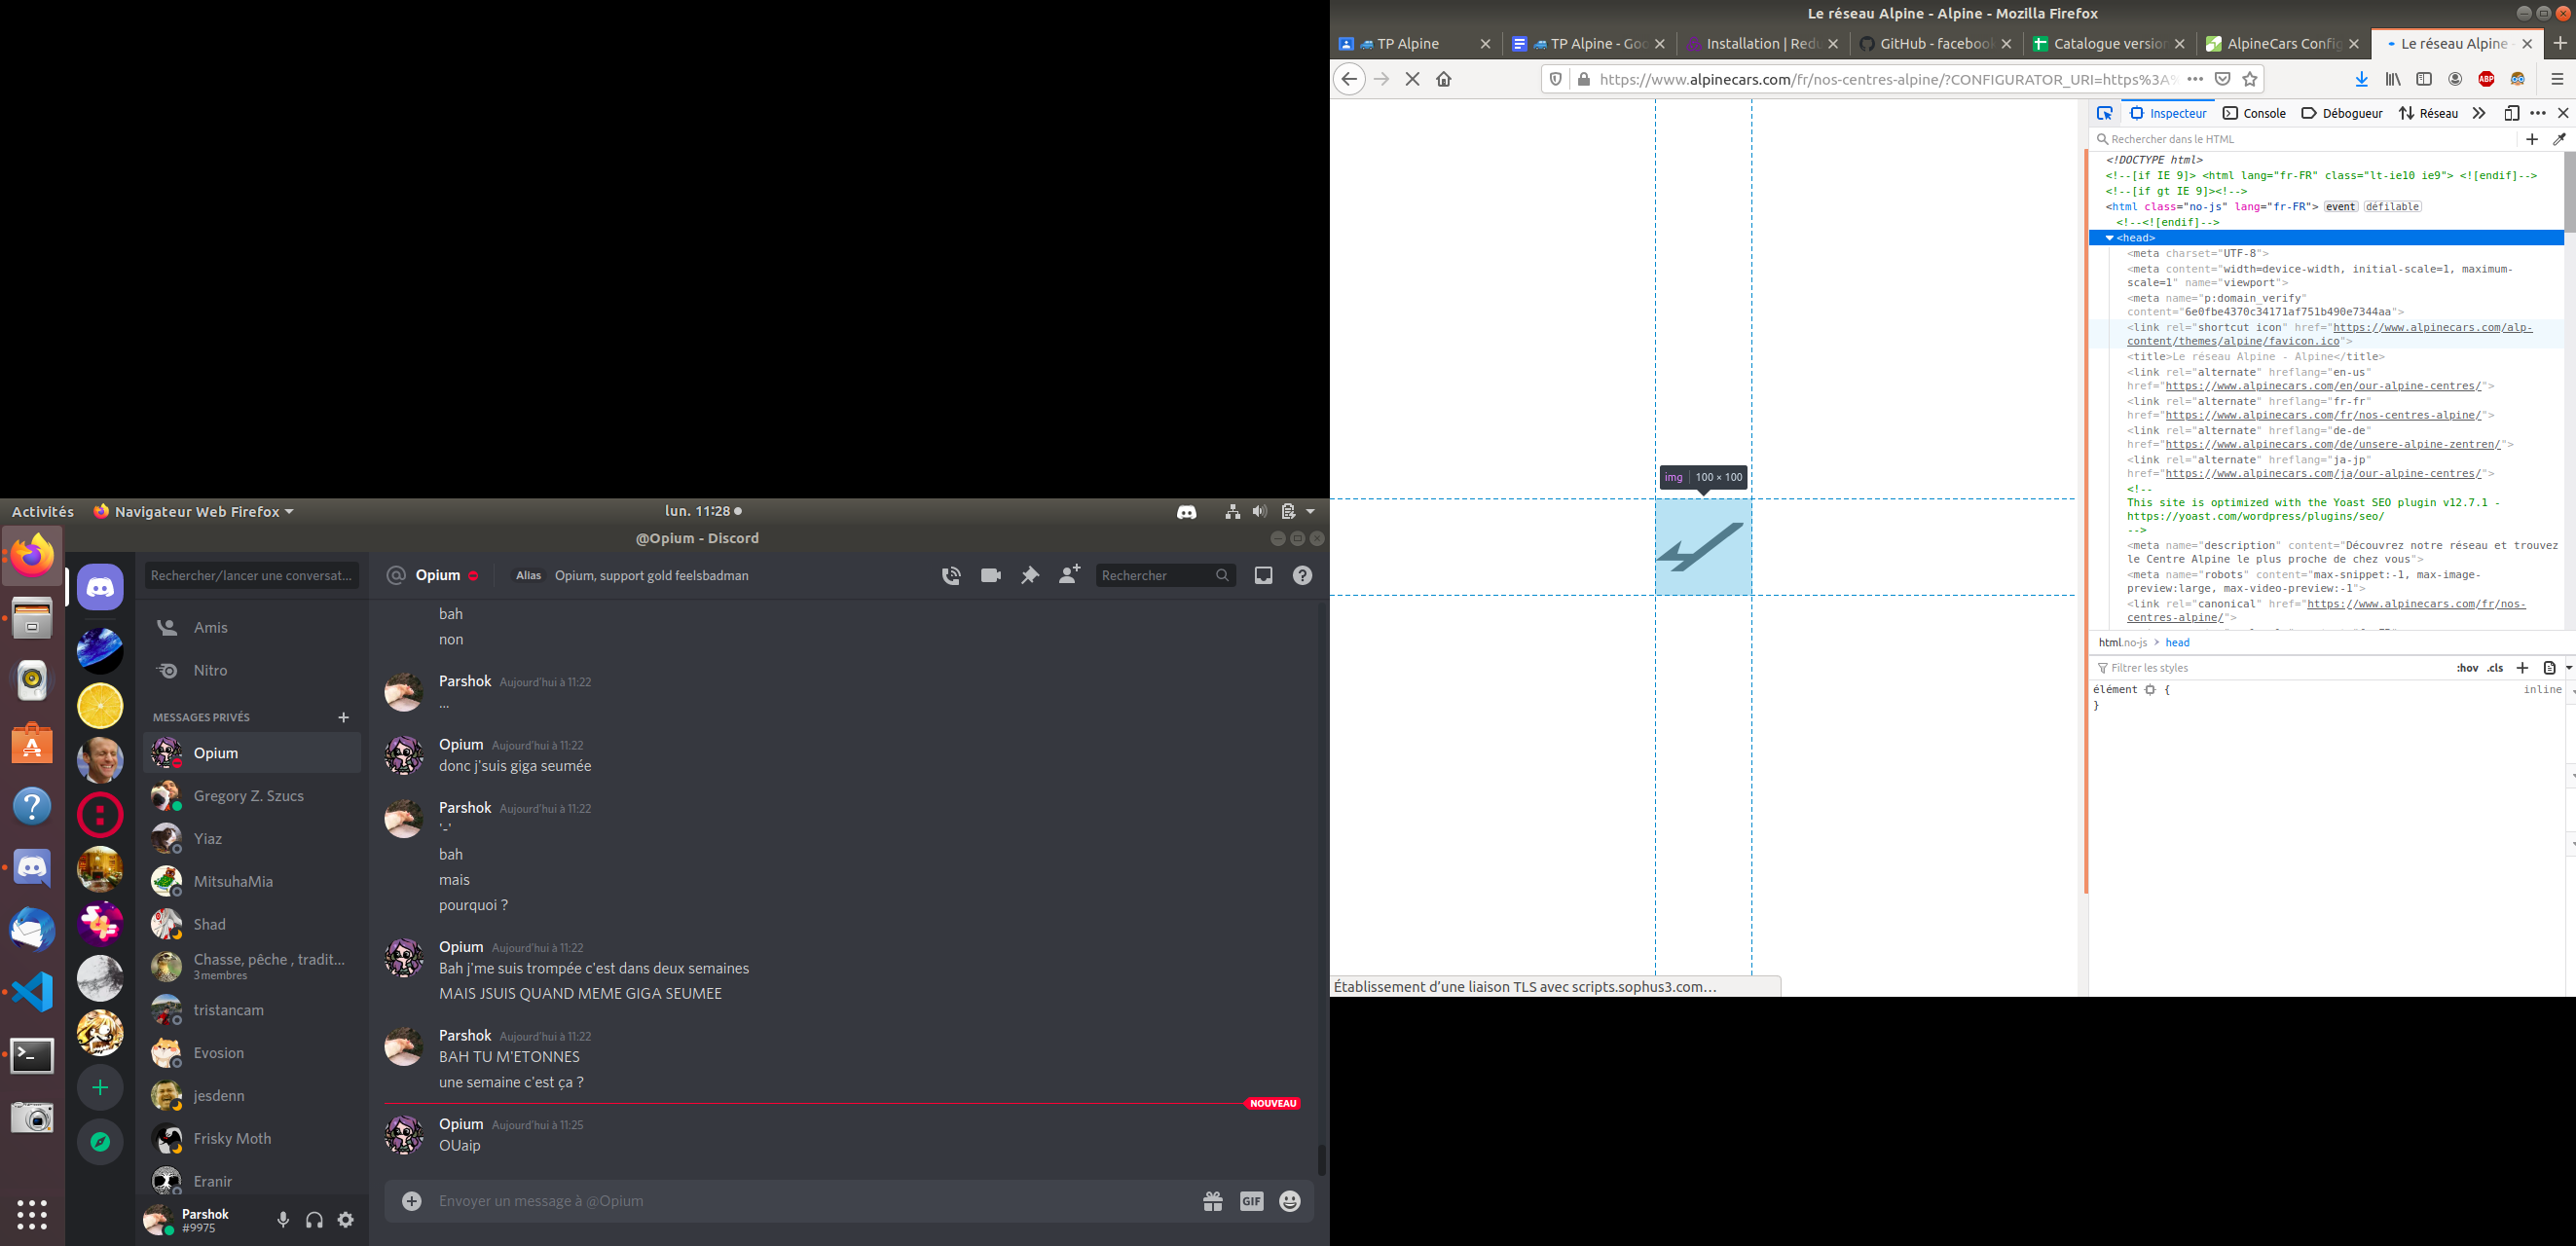 Activités
Navigateur Web Firefox
lun. 11:28
@Opium - Discord
Rechercher/lancer une conversat...
Amis
Nitro
MESSAGES PRIVÉS
Opium
Gregory Z. Szucs
Yiaz
MitsuhaMia
Shad
Chasse, pêche , tradit...
3 membres
tristancam
Evosion
jesdenn
Frisky Moth
Eranir
Parshok
#9975
Opium
Alias
Opium, support gold feelsbadman
Rechercher
bah
non
Parshok Aujourd'hui à 11:22
...
Opium Aujourd'hui à 11:22
donc j'suis giga seumée
Parshok Aujourd'hui à 11:22
'-'
bah
mais
pourquoi ?
Opium Aujourd'hui à 11:22
Bah j'me suis trompée c'est dans deux semaines
MAIS JSUIS QUAND MEME GIGA SEUMEE
Parshok Aujourd'hui à 11:22
BAH TU M'ETONNES
une semaine c'est ça ?
NOUVEAU
Opium Aujourd'hui à 11:25
OUaip
Envoyer un message à @Opium
GIF
Le réseau Alpine - Alpine - Mozilla Firefox
TP Alpine
TP Alpine - Goo
Installation | Redu
GitHub - facebook
Catalogue version
AlpineCars Config
Le réseau Alpine -
https://www.alpinecars.com/fr/nos-centres-alpine/?CONFIGURATOR_URI=https%3A%
ABP
img 100 × 100
Établissement d'une liaison TLS avec scripts.sophus3.com…
Inspecteur
Console
Débogueur
Réseau
Rechercher dans le HTML
<!DOCTYPE html>
<!--[if IE 9]> <html lang="fr-FR" class="lt-ie10 ie9"> <![endif]-->
<!--[if gt IE 9]><!-->
<html class="no-js" lang="fr-FR"> event défilable
<!--<![endif]-->
<head>
<meta charset="UTF-8">
<meta content="width=device-width, initial-scale=1, maximum-
scale=1" name="viewport">
<meta name="p:domain_verify"
content="6e0fbe4370c34171af751b490e7344aa">
<link rel="shortcut icon" href="https://www.alpinecars.com/alp-
content/themes/alpine/favicon.ico">
<title>Le réseau Alpine - Alpine</title>
<link rel="alternate" hreflang="en-us"
href="https://www.alpinecars.com/en/our-alpine-centres/">
<link rel="alternate" hreflang="fr-fr"
href="https://www.alpinecars.com/fr/nos-centres-alpine/">
<link rel="alternate" hreflang="de-de"
href="https://www.alpinecars.com/de/unsere-alpine-zentren/">
<link rel="alternate" hreflang="ja-jp"
href="https://www.alpinecars.com/ja/our-alpine-centres/">
<!--
This site is optimized with the Yoast SEO plugin v12.7.1 -
https://yoast.com/wordpress/plugins/seo/
-->
<meta name="description" content="Découvrez notre réseau et trouvez
le Centre Alpine le plus proche de chez vous">
<meta name="robots" content="max-snippet:-1, max-image-
preview:large, max-video-preview:-1">
<link rel="canonical" href="https://www.alpinecars.com/fr/nos-
centres-alpine/">
html.no-js > head
Filtrer les styles
:hov .cls
élément {
inline
}